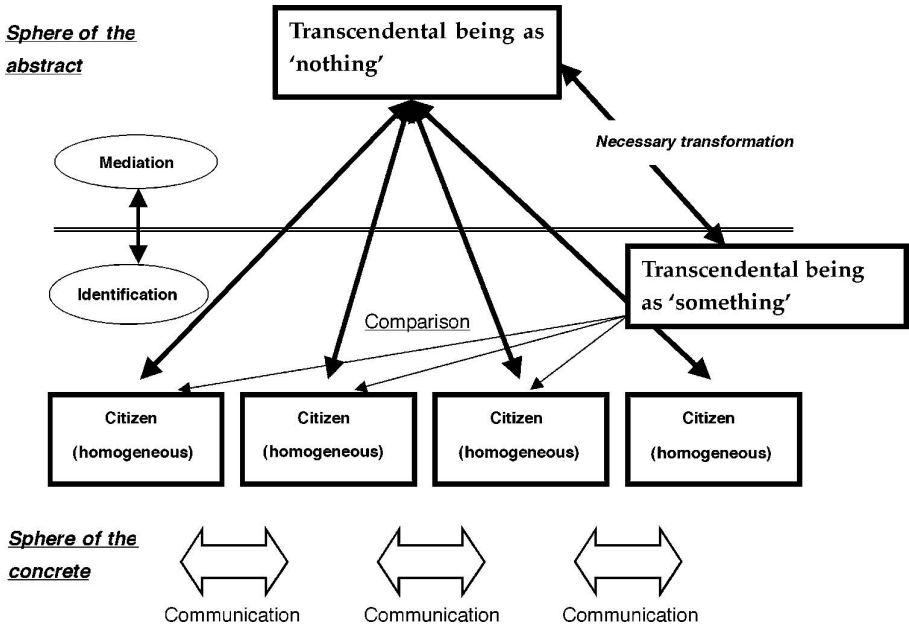 Sphere of the
abstract
Transcendental being as
‘nothing’
Necessary transformation
Mediation
Identification
Transcendental being
as ‘something’
Comparison
Citizen
(homogeneous)
Citizen
(homogeneous)
Citizen
(homogeneous)
Citizen
(homogeneous)
Sphere of the
concrete
Communication
Communication
Communication